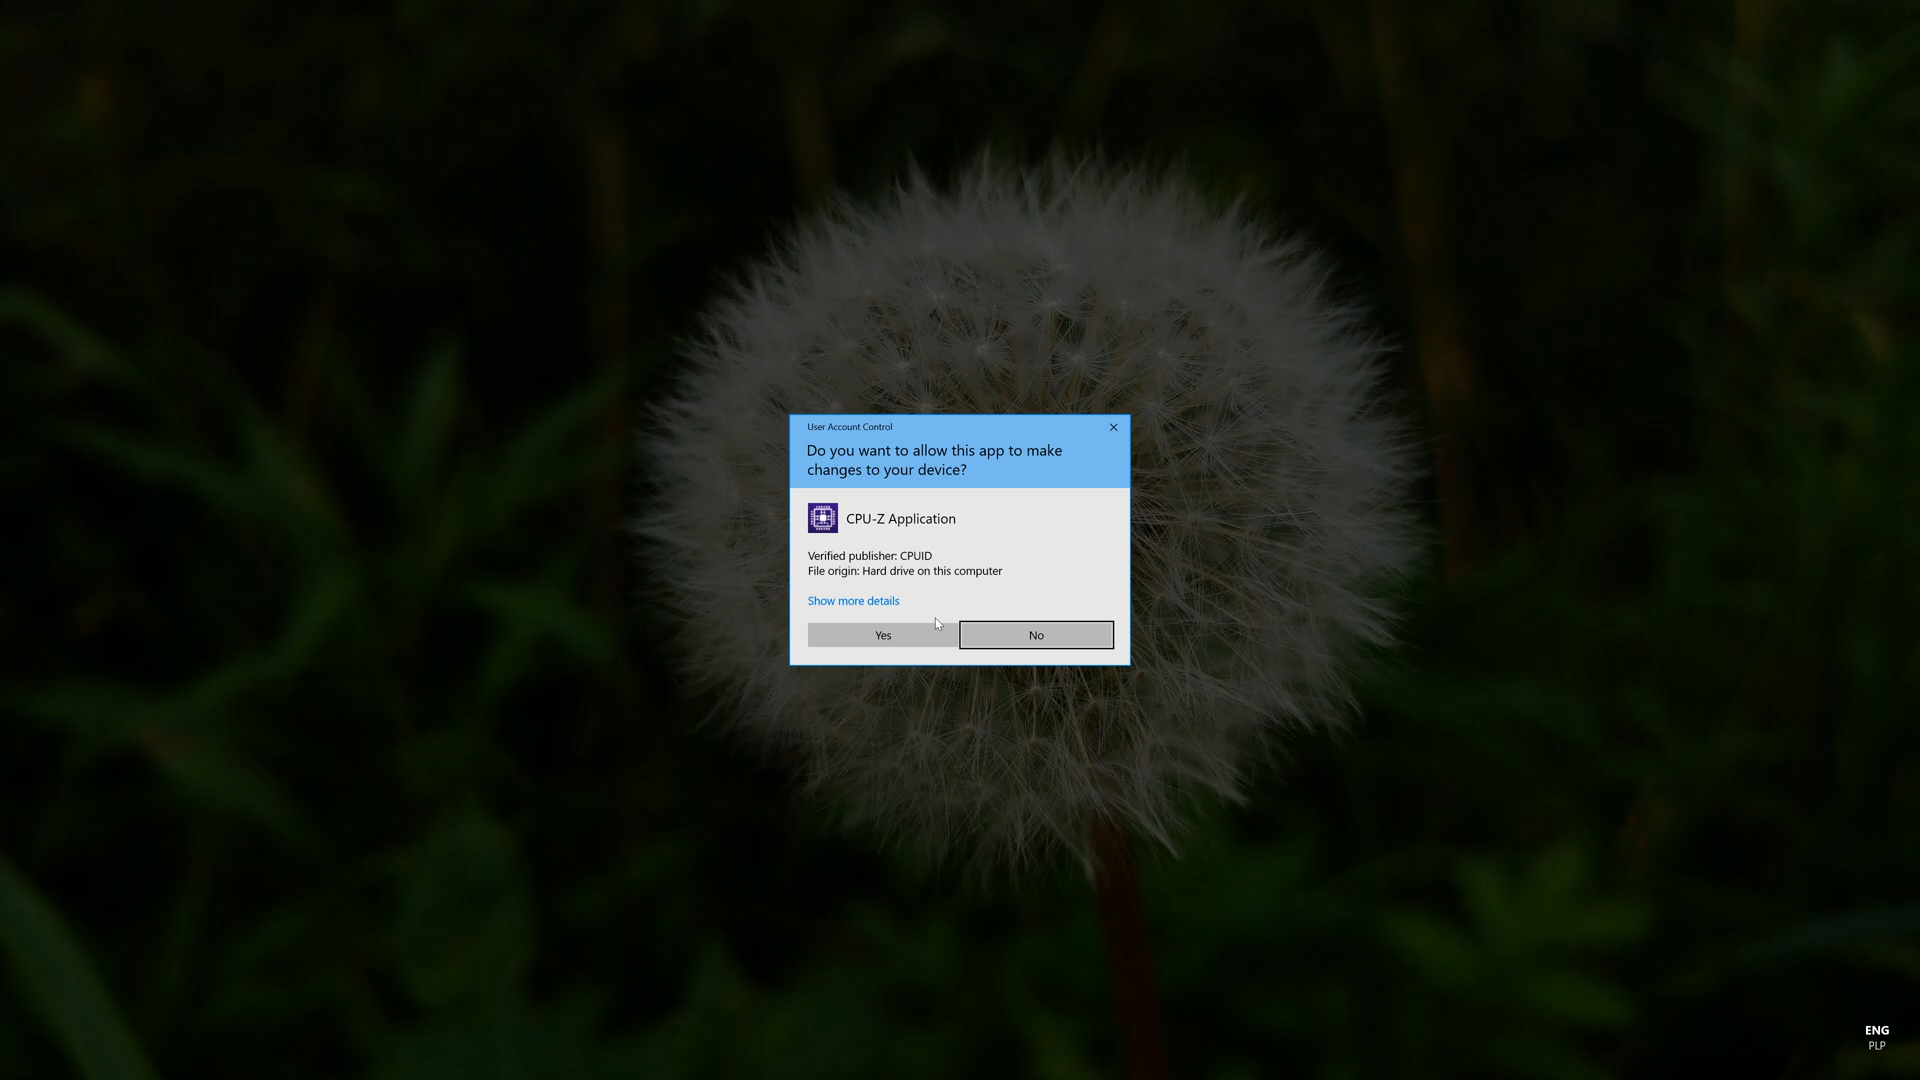 User Account Control
Do you want to allow this app to make
changes to your device?
CPU-Z Application
Verified publisher: CPUID
File origin: Hard drive on this computer
Show more details
Yes
No
ENG
PLP